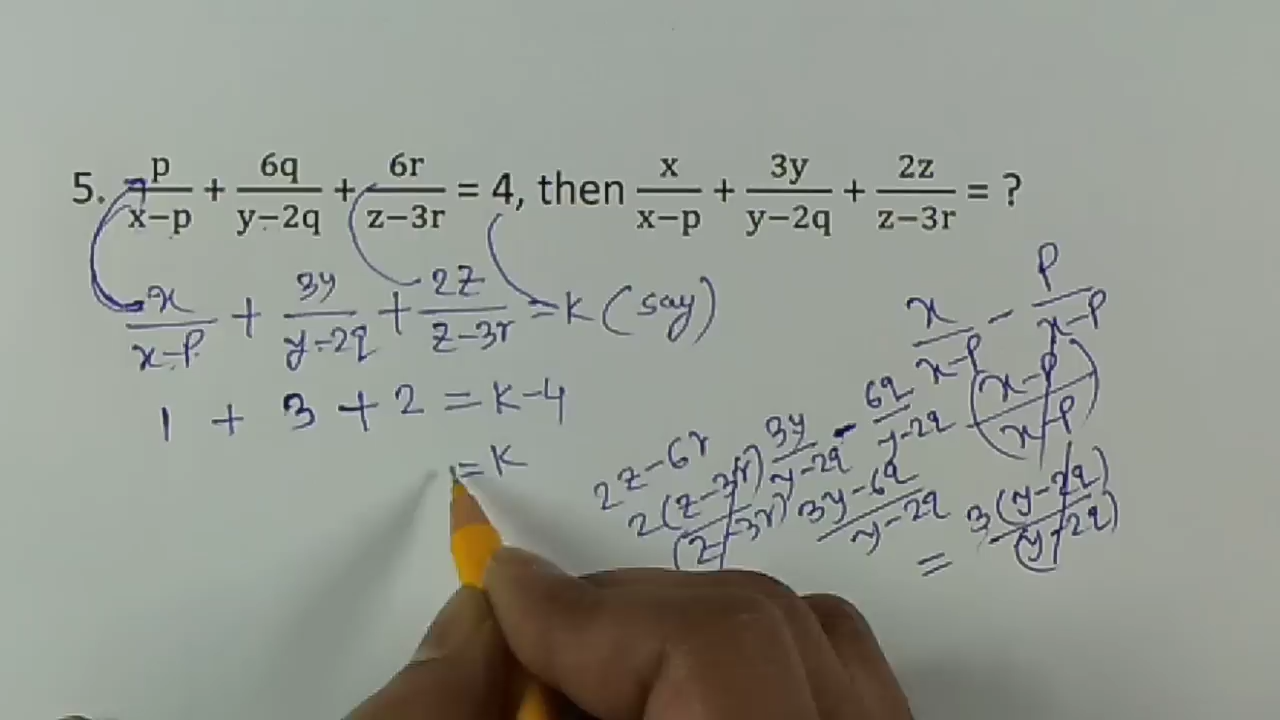 5. p/(x−p) + 6q/(y−2q) + 6r/(z−3r) = 4, then x/(x−p) + 3y/(y−2q) + 2z/(z−3r) = ?
x/(x-p) + 3y/(y-2q) + 2z/(z-3r) = k (say)
1 + 3 + 2 = k-4
= k
x/(x-p) - p/(x-p)
(x-p)/(x-p)
3y/(y-2q) - 6q/(y-2q)
(3y-6q)/(y-2q)
= 3(y-2q)/(y-2q)
2z-6r
2(z-3r)/(z-3r)